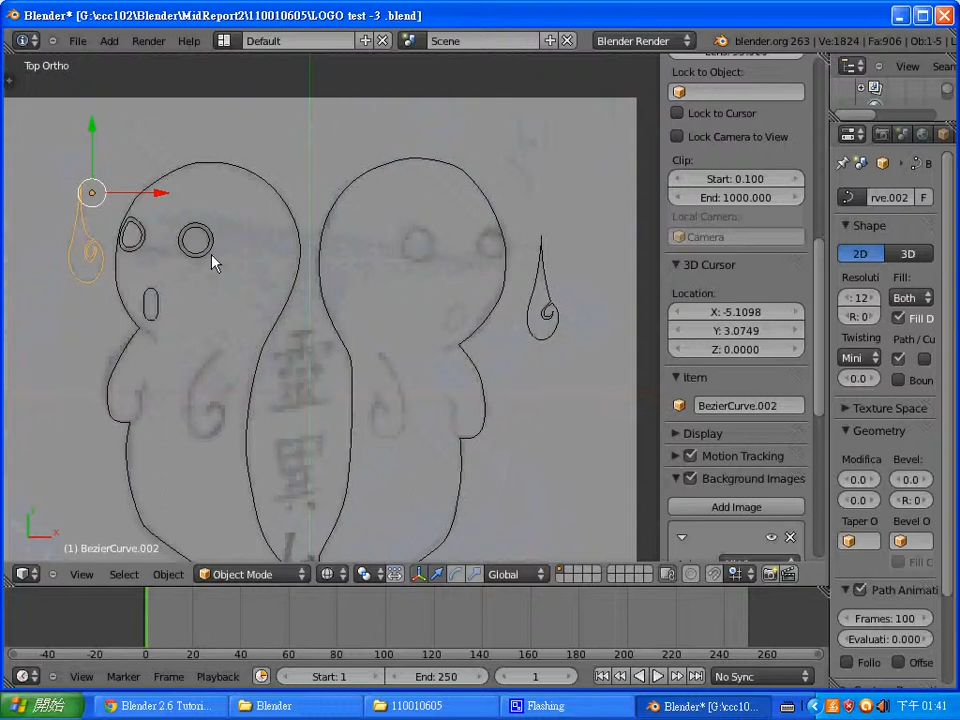 Blender* [G:\ccc102\Blender\MidReport2\110010605\LOGO test -3 .blend]
File Add Render Help Default Scene Blender Render blender.org 263 | Ve:1824 | Fa:906 | Ob:1-5 |
Top Ortho
Lock to Object:
Lock to Cursor
Lock Camera to View
Clip:
Start: 0.100
End: 1000.000
Local Camera:
Camera
3D Cursor
Location:
X: -5.1098
Y: 3.0749
Z: 0.0000
Item
BezierCurve.002
Display
Motion Tracking
Background Images
Add Image
View Sear
B
rve.002 F
Shape
2D 3D
Resoluti Fill:
: 12 Both
R: 0 Fill D
Twisting Path / Cu
Mini
0.0 Boun
Texture Space
Geometry
Modifica Bevel:
0.0 0.0
0.0 R: 0
Taper O Bevel O
Fill C
Path Animati
Frames: 100
Evaluati: 0.000
Follo Offse
靈
異
y
x
(1) BezierCurve.002
View Select Object Object Mode Global
-40 -20 0 20 40 60 80 100 120 140 160 180 200 220 240 260
View Marker Frame Playback Start: 1 End: 250 1 No Sync
開始 Blender 2.6 Tutori... Blender 110010605 Flashing Blender* [G:\ccc10... 下午 01:41